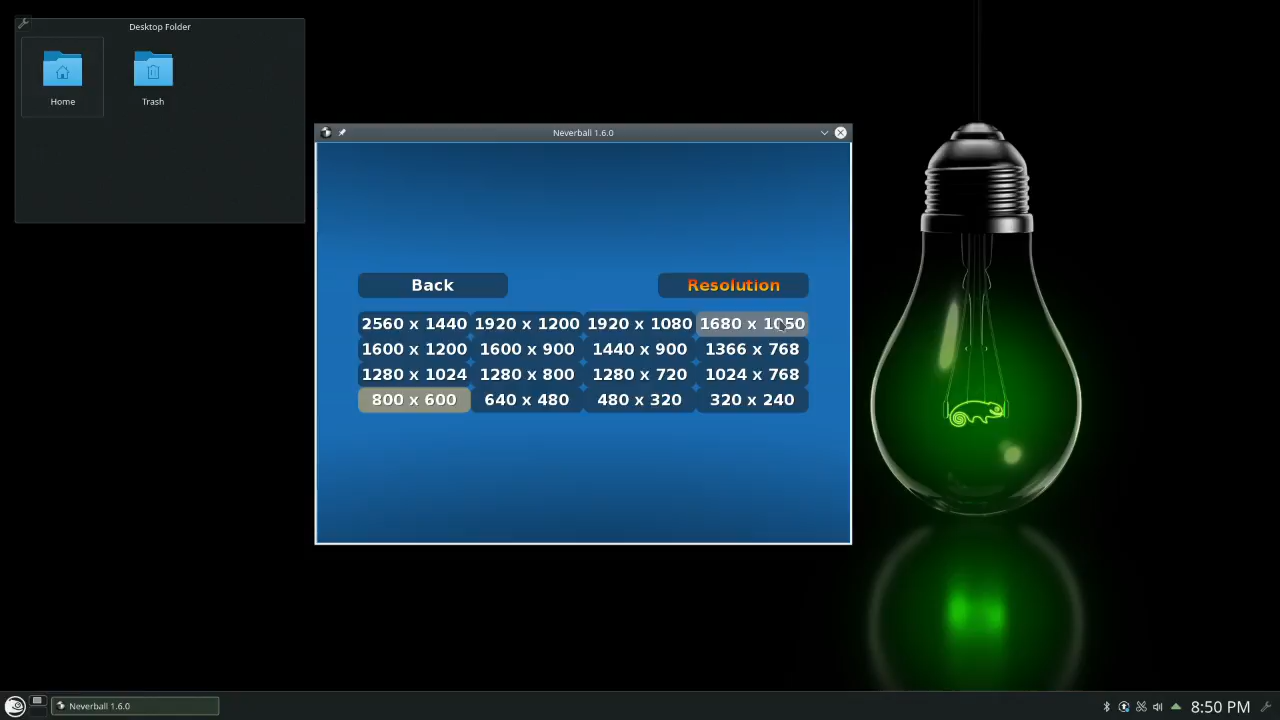 Desktop Folder
Home
Trash
Neverball 1.6.0
Back
Resolution
2560 x 1440
1920 x 1200
1920 x 1080
1680 x 1050
1600 x 1200
1600 x 900
1440 x 900
1366 x 768
1280 x 1024
1280 x 800
1280 x 720
1024 x 768
800 x 600
640 x 480
480 x 320
320 x 240
Neverball 1.6.0
8:50 PM